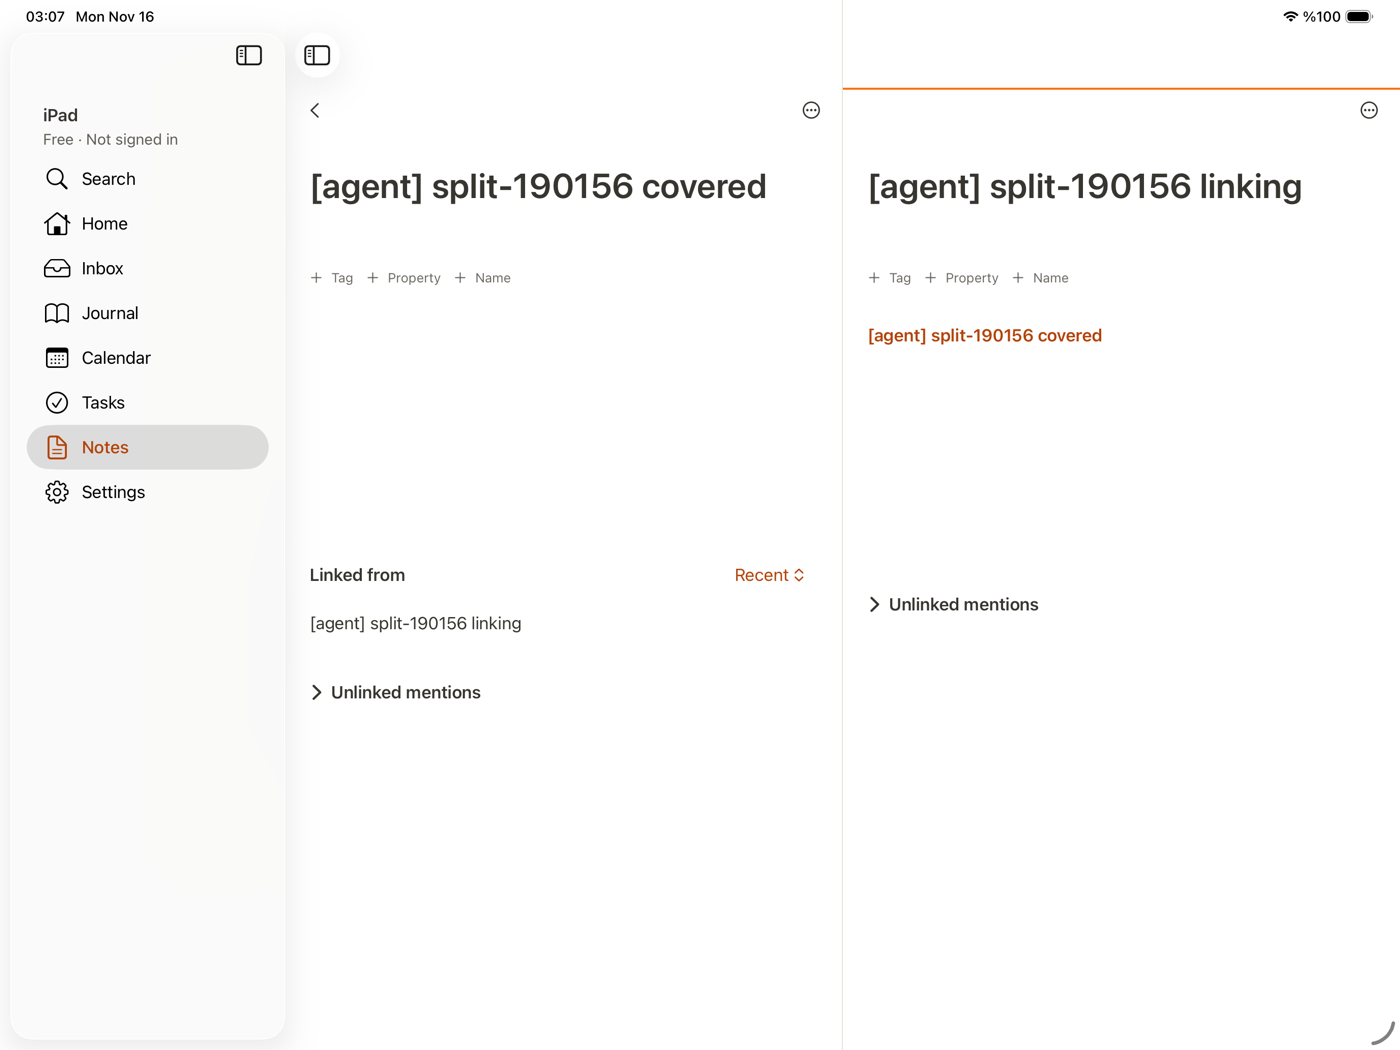 03:07 Mon Nov 16
%100
iPad
Free · Not signed in
Search
Home
Inbox
Journal
Calendar
Tasks
Notes
Settings
[agent] split-190156 covered
+ Tag + Property + Name
Linked from
Recent
[agent] split-190156 linking
Unlinked mentions
[agent] split-190156 linking
+ Tag + Property + Name
[agent] split-190156 covered
Unlinked mentions